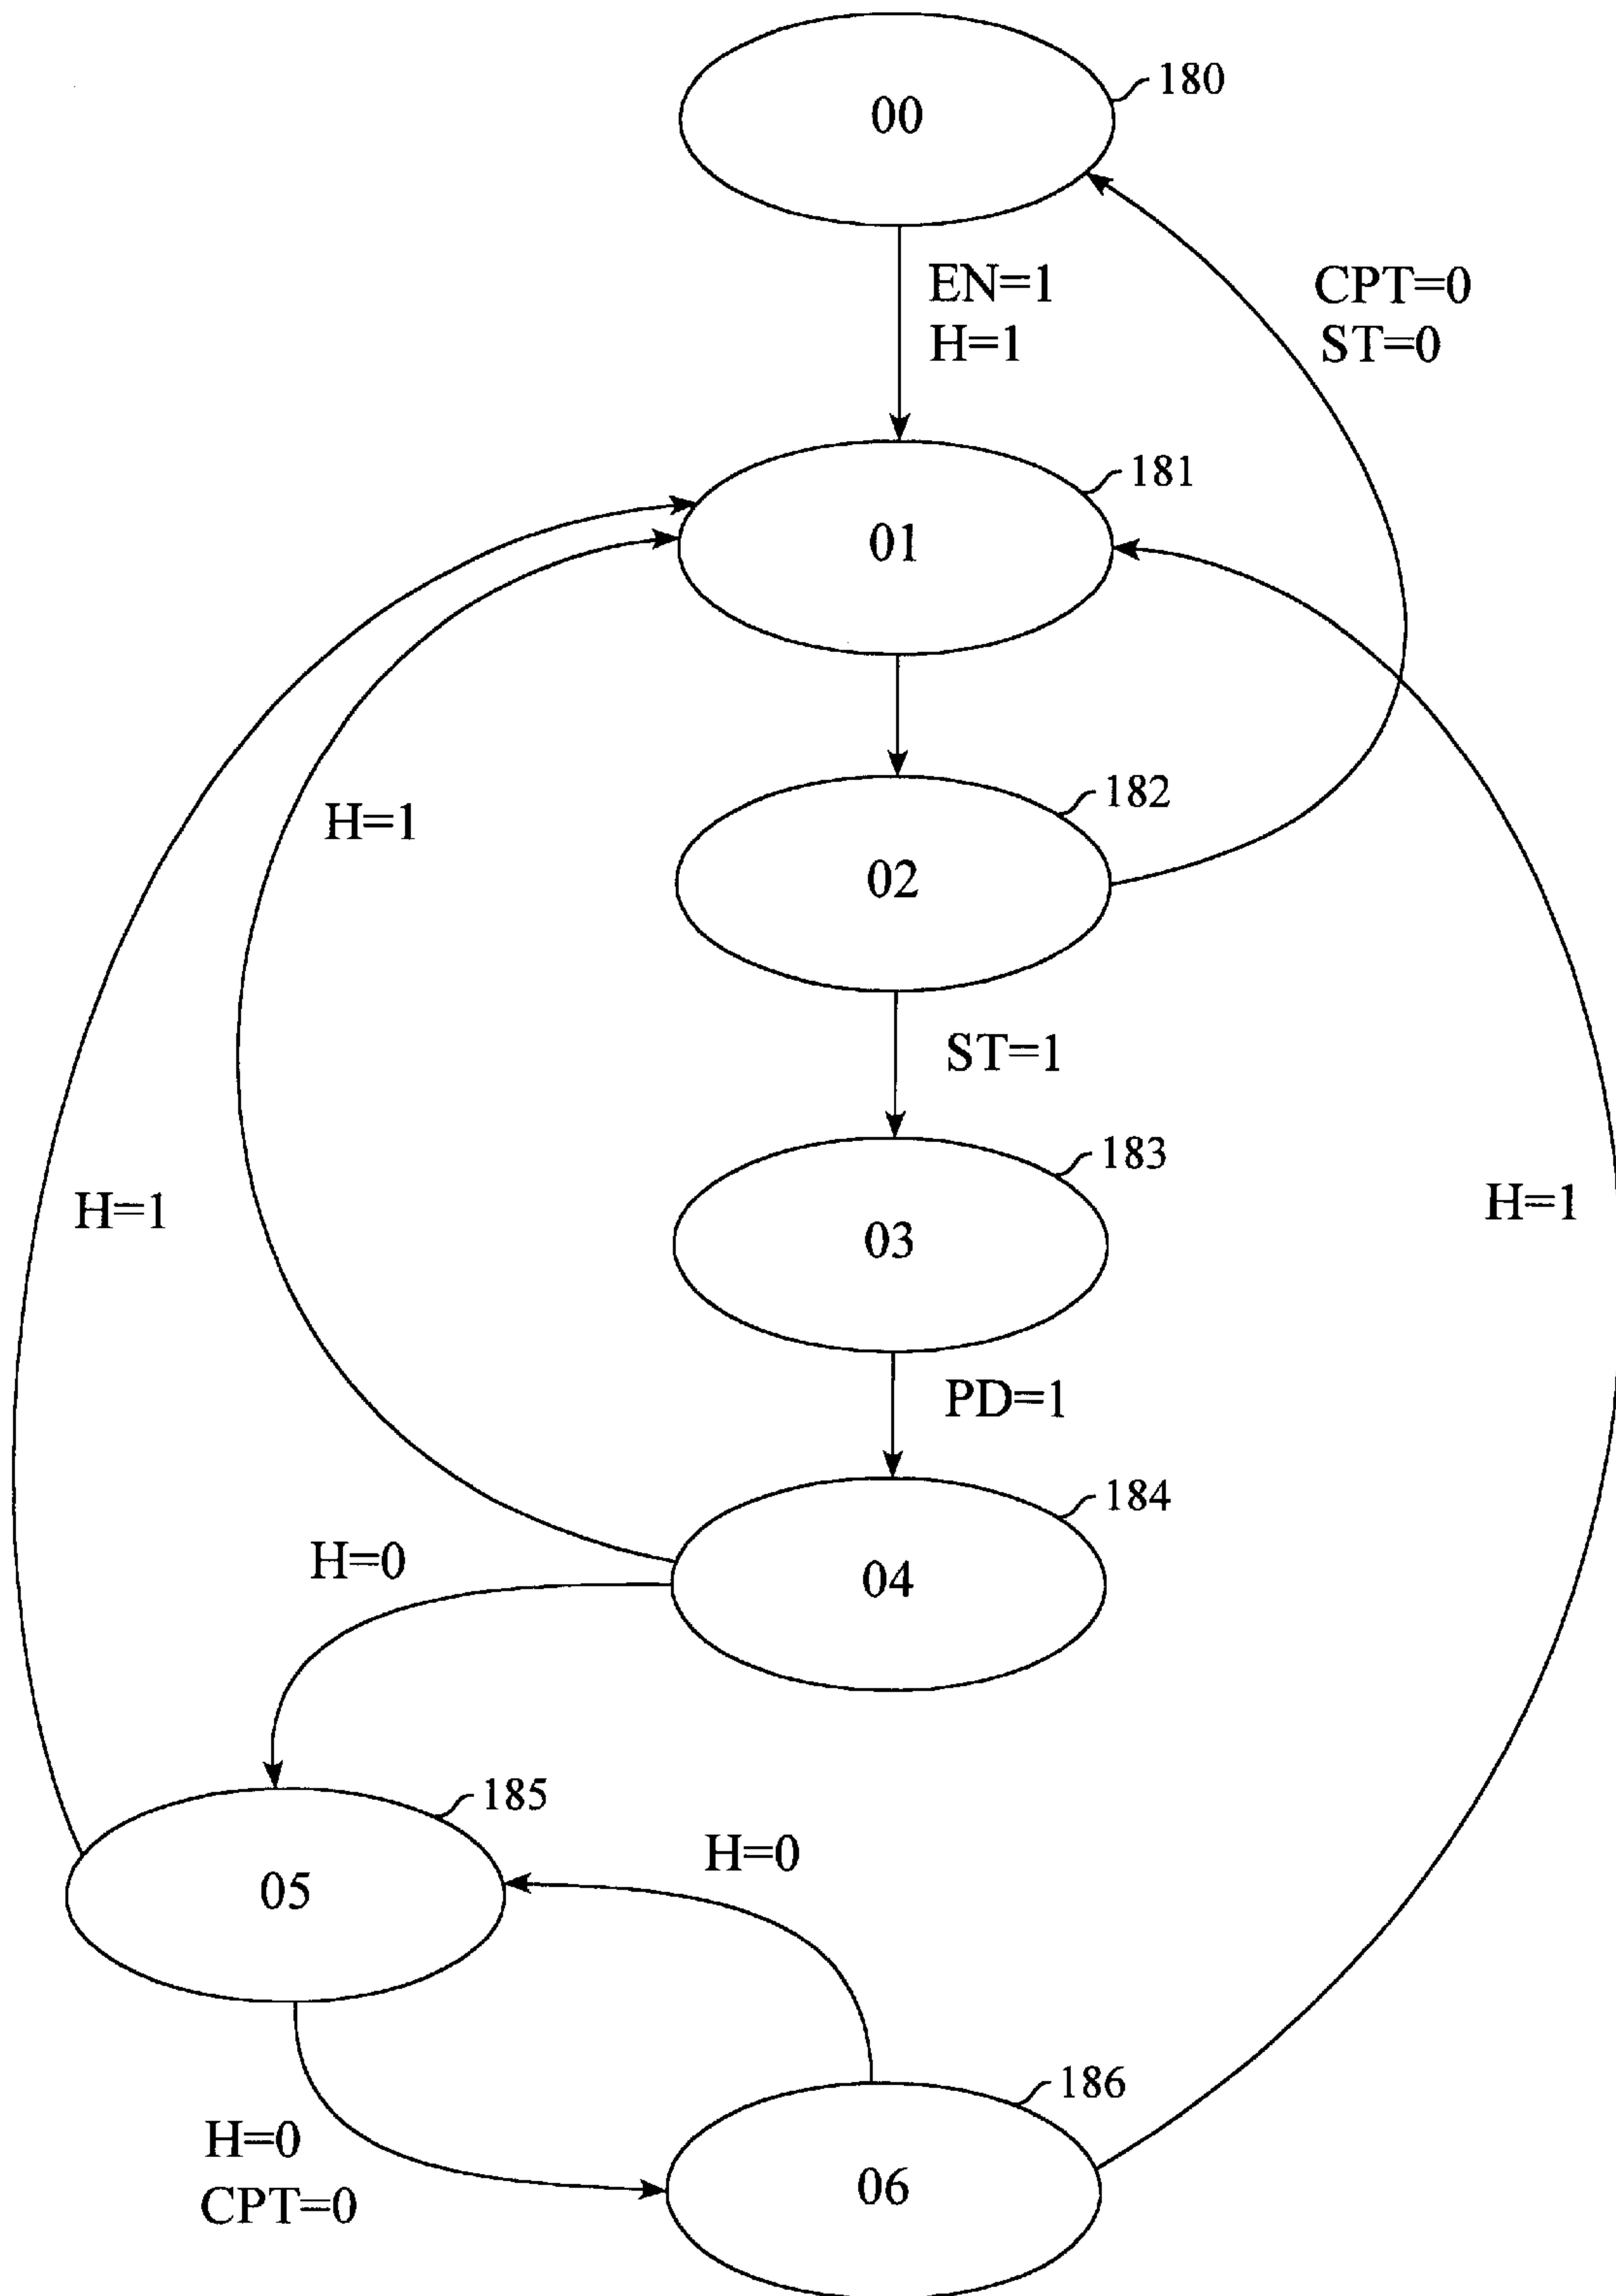 180
00
EN=1
H=1
CPT=0
ST=0
181
01
182
H=1
02
ST=1
183
03
H=1
H=1
PD=1
184
H=0
04
185
H=0
05
186
H=0
CPT=0
06